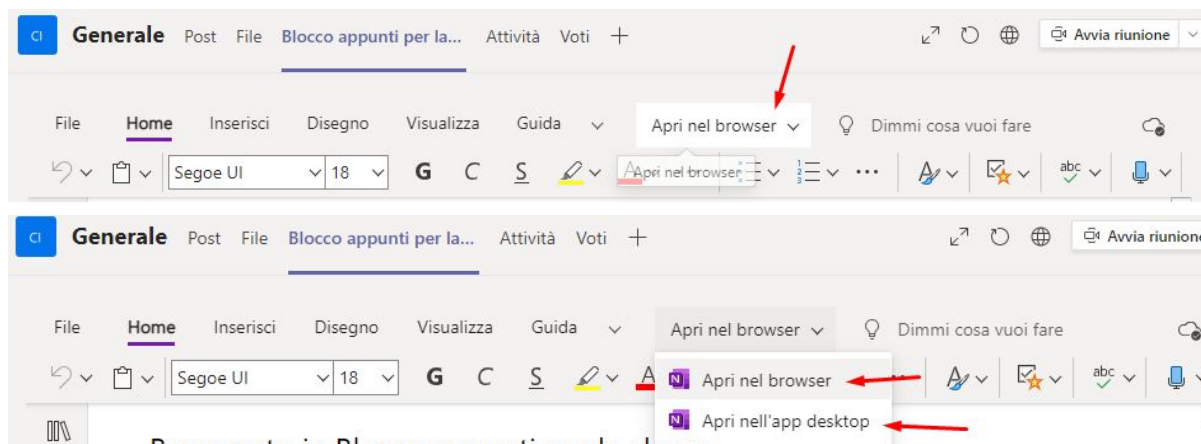 CI Generale Post File Blocco appunti per la... Attività Voti + Avvia riunione
File Home Inserisci Disegno Visualizza Guida Apri nel browser Dimmi cosa vuoi fare
Segoe UI 18 G C S A Apri nel browser abc
CI Generale Post File Blocco appunti per la... Attività Voti + Avvia riunione
File Home Inserisci Disegno Visualizza Guida Apri nel browser Dimmi cosa vuoi fare
Segoe UI 18 G C S A N Apri nel browser abc
N Apri nell'app desktop